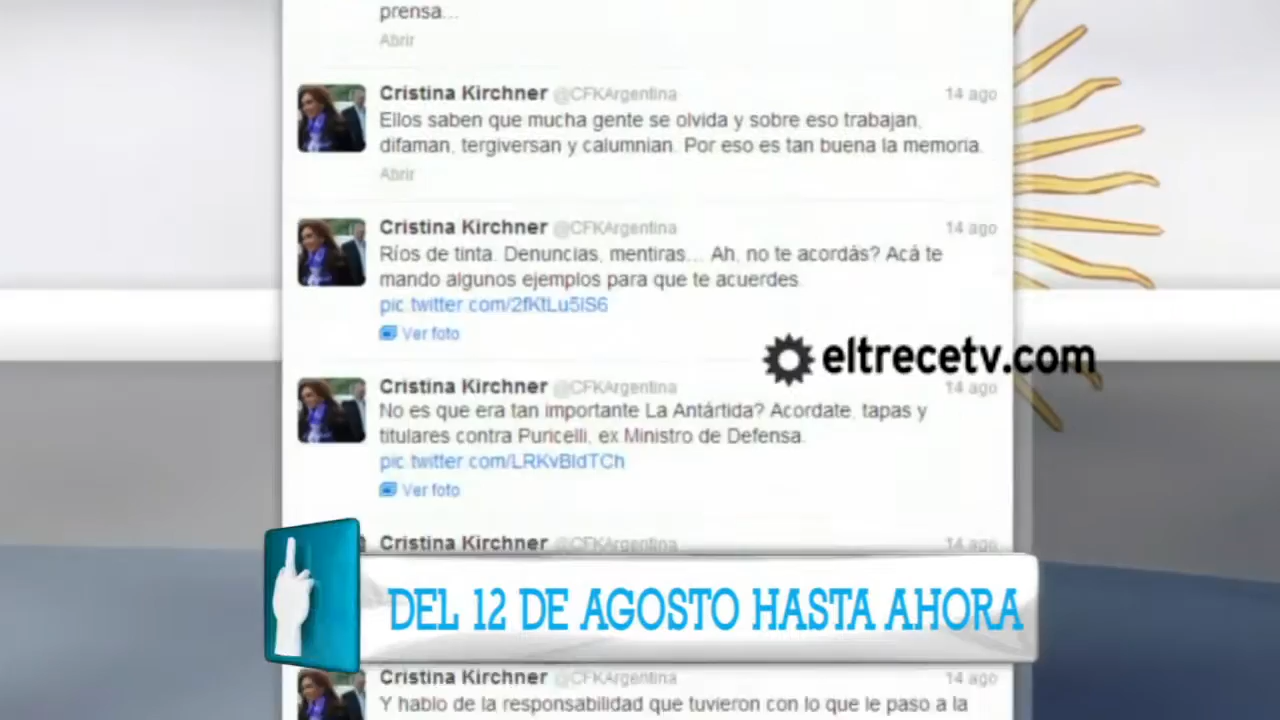 prensa...
Abrir
Cristina Kirchner @CFKArgentina 14 ago
Ellos saben que mucha gente se olvida y sobre eso trabajan,
difaman, tergiversan y calumnian. Por eso es tan buena la memoria.
Abrir
Cristina Kirchner @CFKArgentina 14 ago
Ríos de tinta. Denuncias, mentiras... Ah, no te acordás? Acá te
mando algunos ejemplos para que te acuerdes.
pic.twitter.com/2fKtLu5IS6
Ver foto
eltrecetv.com
Cristina Kirchner @CFKArgentina 14 ago
No es que era tan importante La Antártida? Acordate, tapas y
titulares contra Puricelli, ex Ministro de Defensa.
pic.twitter.com/LRKvBldTCh
Ver foto
Cristina Kirchner @CFKArgentina 14 ago
DEL 12 DE AGOSTO HASTA AHORA
Cristina Kirchner @CFKArgentina 14 ago
Y hablo de la responsabilidad que tuvieron con lo que le paso a la